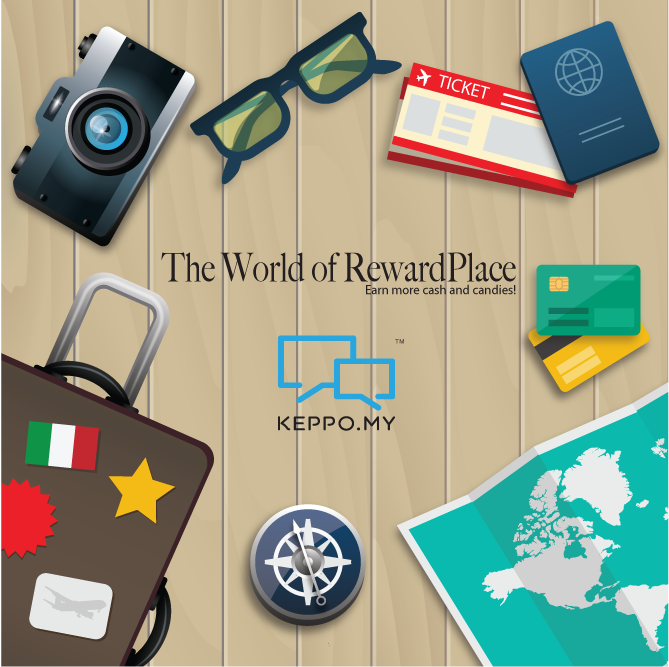 TICKET
The World of RewardPlace
Earn more cash and candies!
TM
KEPPO.MY